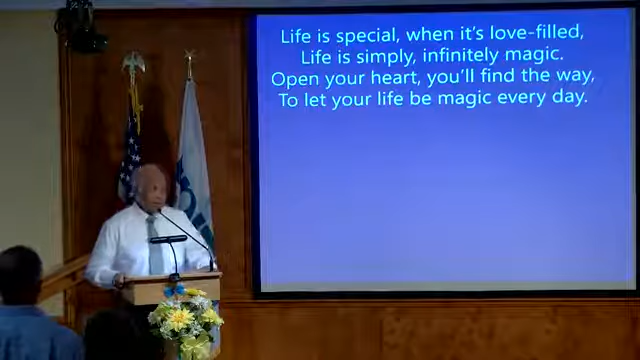 Life is special, when it's love-filled,
Life is simply, infinitely magic.
Open your heart, you'll find the way,
To let your life be magic every day.